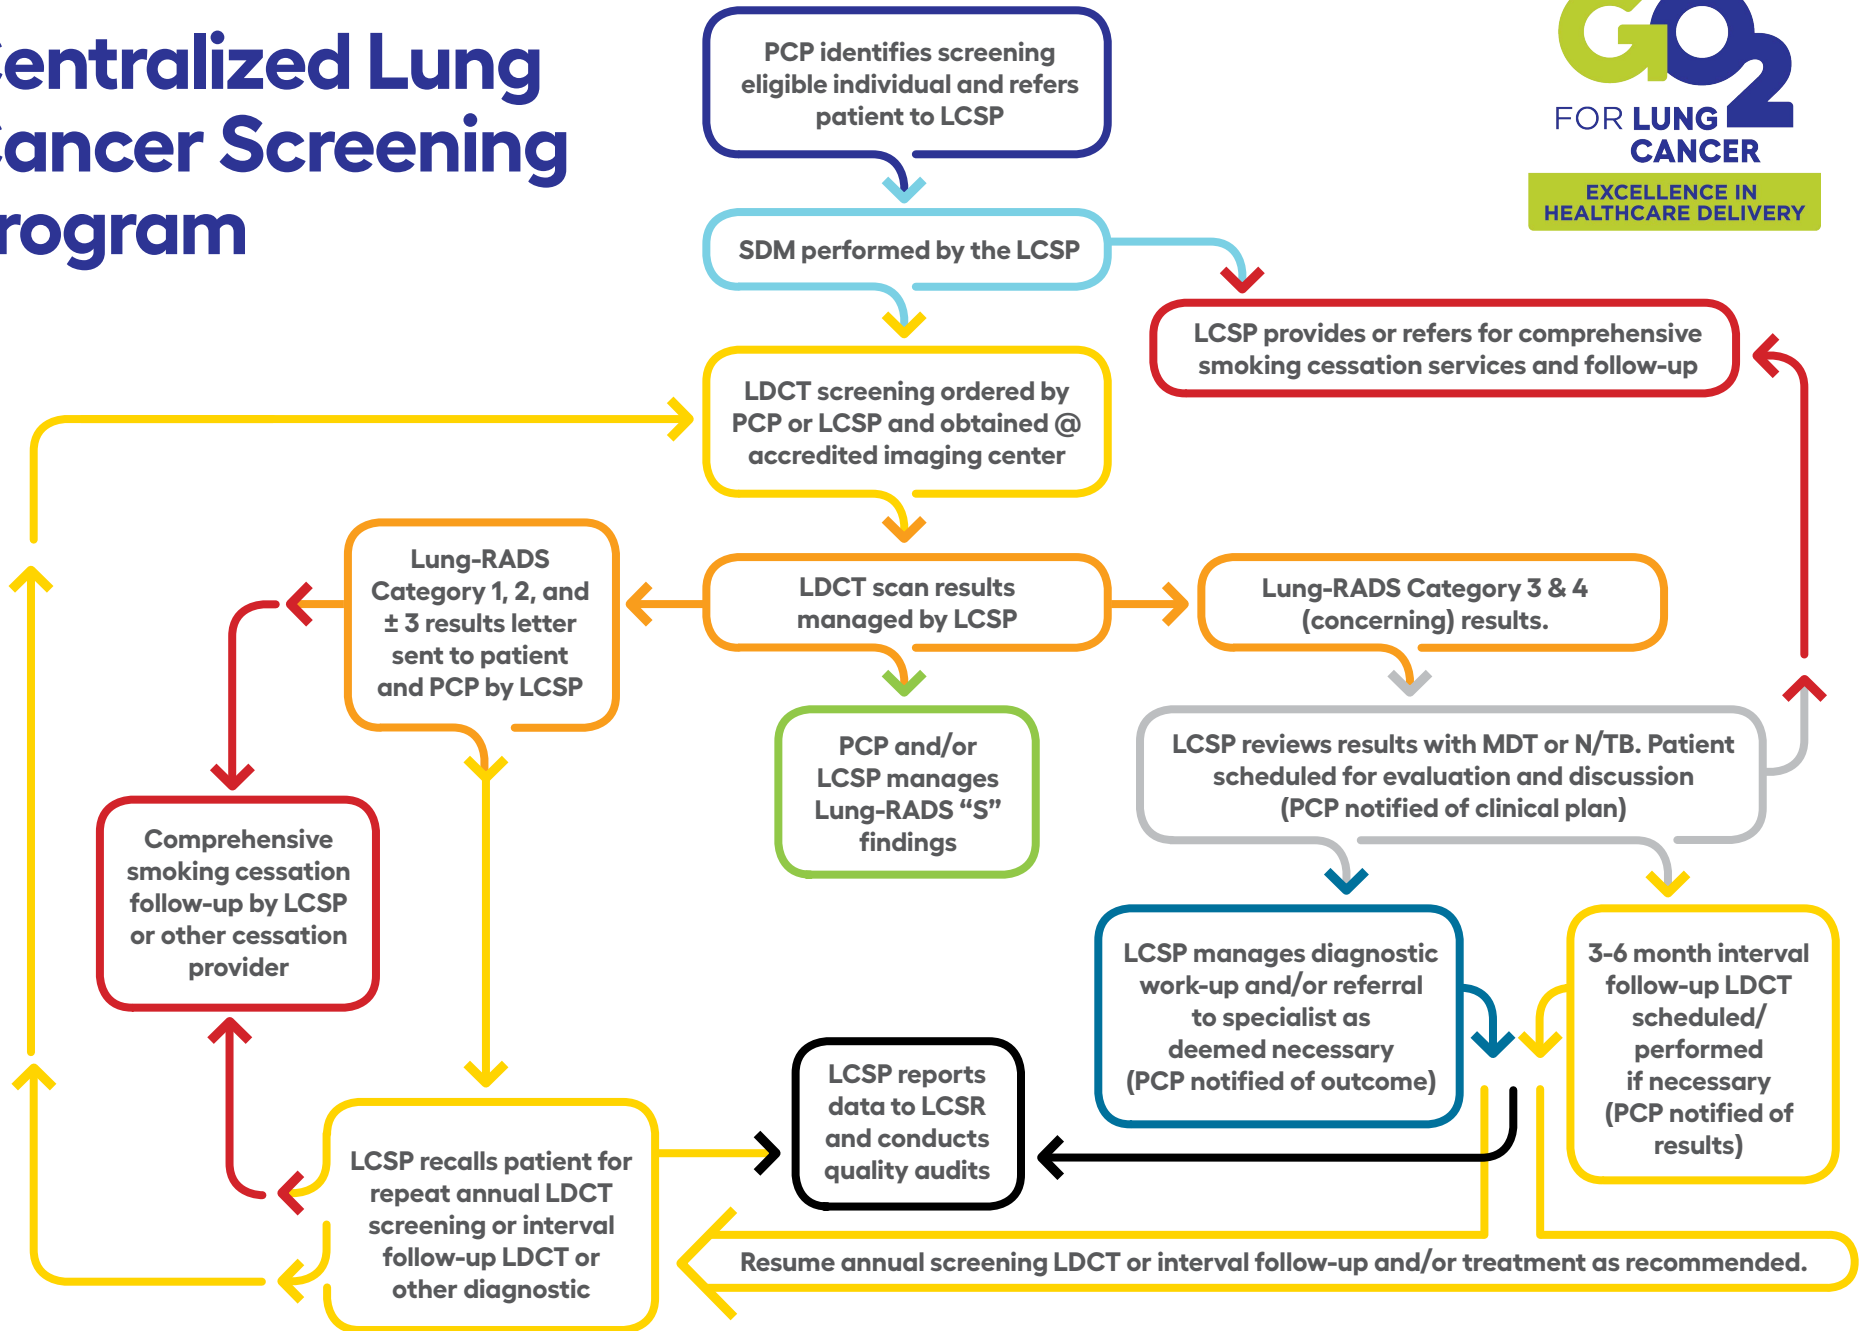 entralized Lung
Cancer Screening
rogram
GO2
FOR LUNG
CANCER
EXCELLENCE IN
HEALTHCARE DELIVERY
PCP identifies screening
eligible individual and refers
patient to LCSP
SDM performed by the LCSP
LCSP provides or refers for comprehensive
smoking cessation services and follow-up
LDCT screening ordered by
PCP or LCSP and obtained @
accredited imaging center
Lung-RADS
Category 1, 2, and
± 3 results letter
sent to patient
and PCP by LCSP
LDCT scan results
managed by LCSP
Lung-RADS Category 3 & 4
(concerning) results.
PCP and/or
LCSP manages
Lung-RADS “S”
findings
LCSP reviews results with MDT or N/TB. Patient
scheduled for evaluation and discussion
(PCP notified of clinical plan)
Comprehensive
smoking cessation
follow-up by LCSP
or other cessation
provider
LCSP manages diagnostic
work-up and/or referral
to specialist as
deemed necessary
(PCP notified of outcome)
3-6 month interval
follow-up LDCT
scheduled/
performed
if necessary
(PCP notified of
results)
LCSP reports
data to LCSR
and conducts
quality audits
LCSP recalls patient for
repeat annual LDCT
screening or interval
follow-up LDCT or
other diagnostic
Resume annual screening LDCT or interval follow-up and/or treatment as recommended.